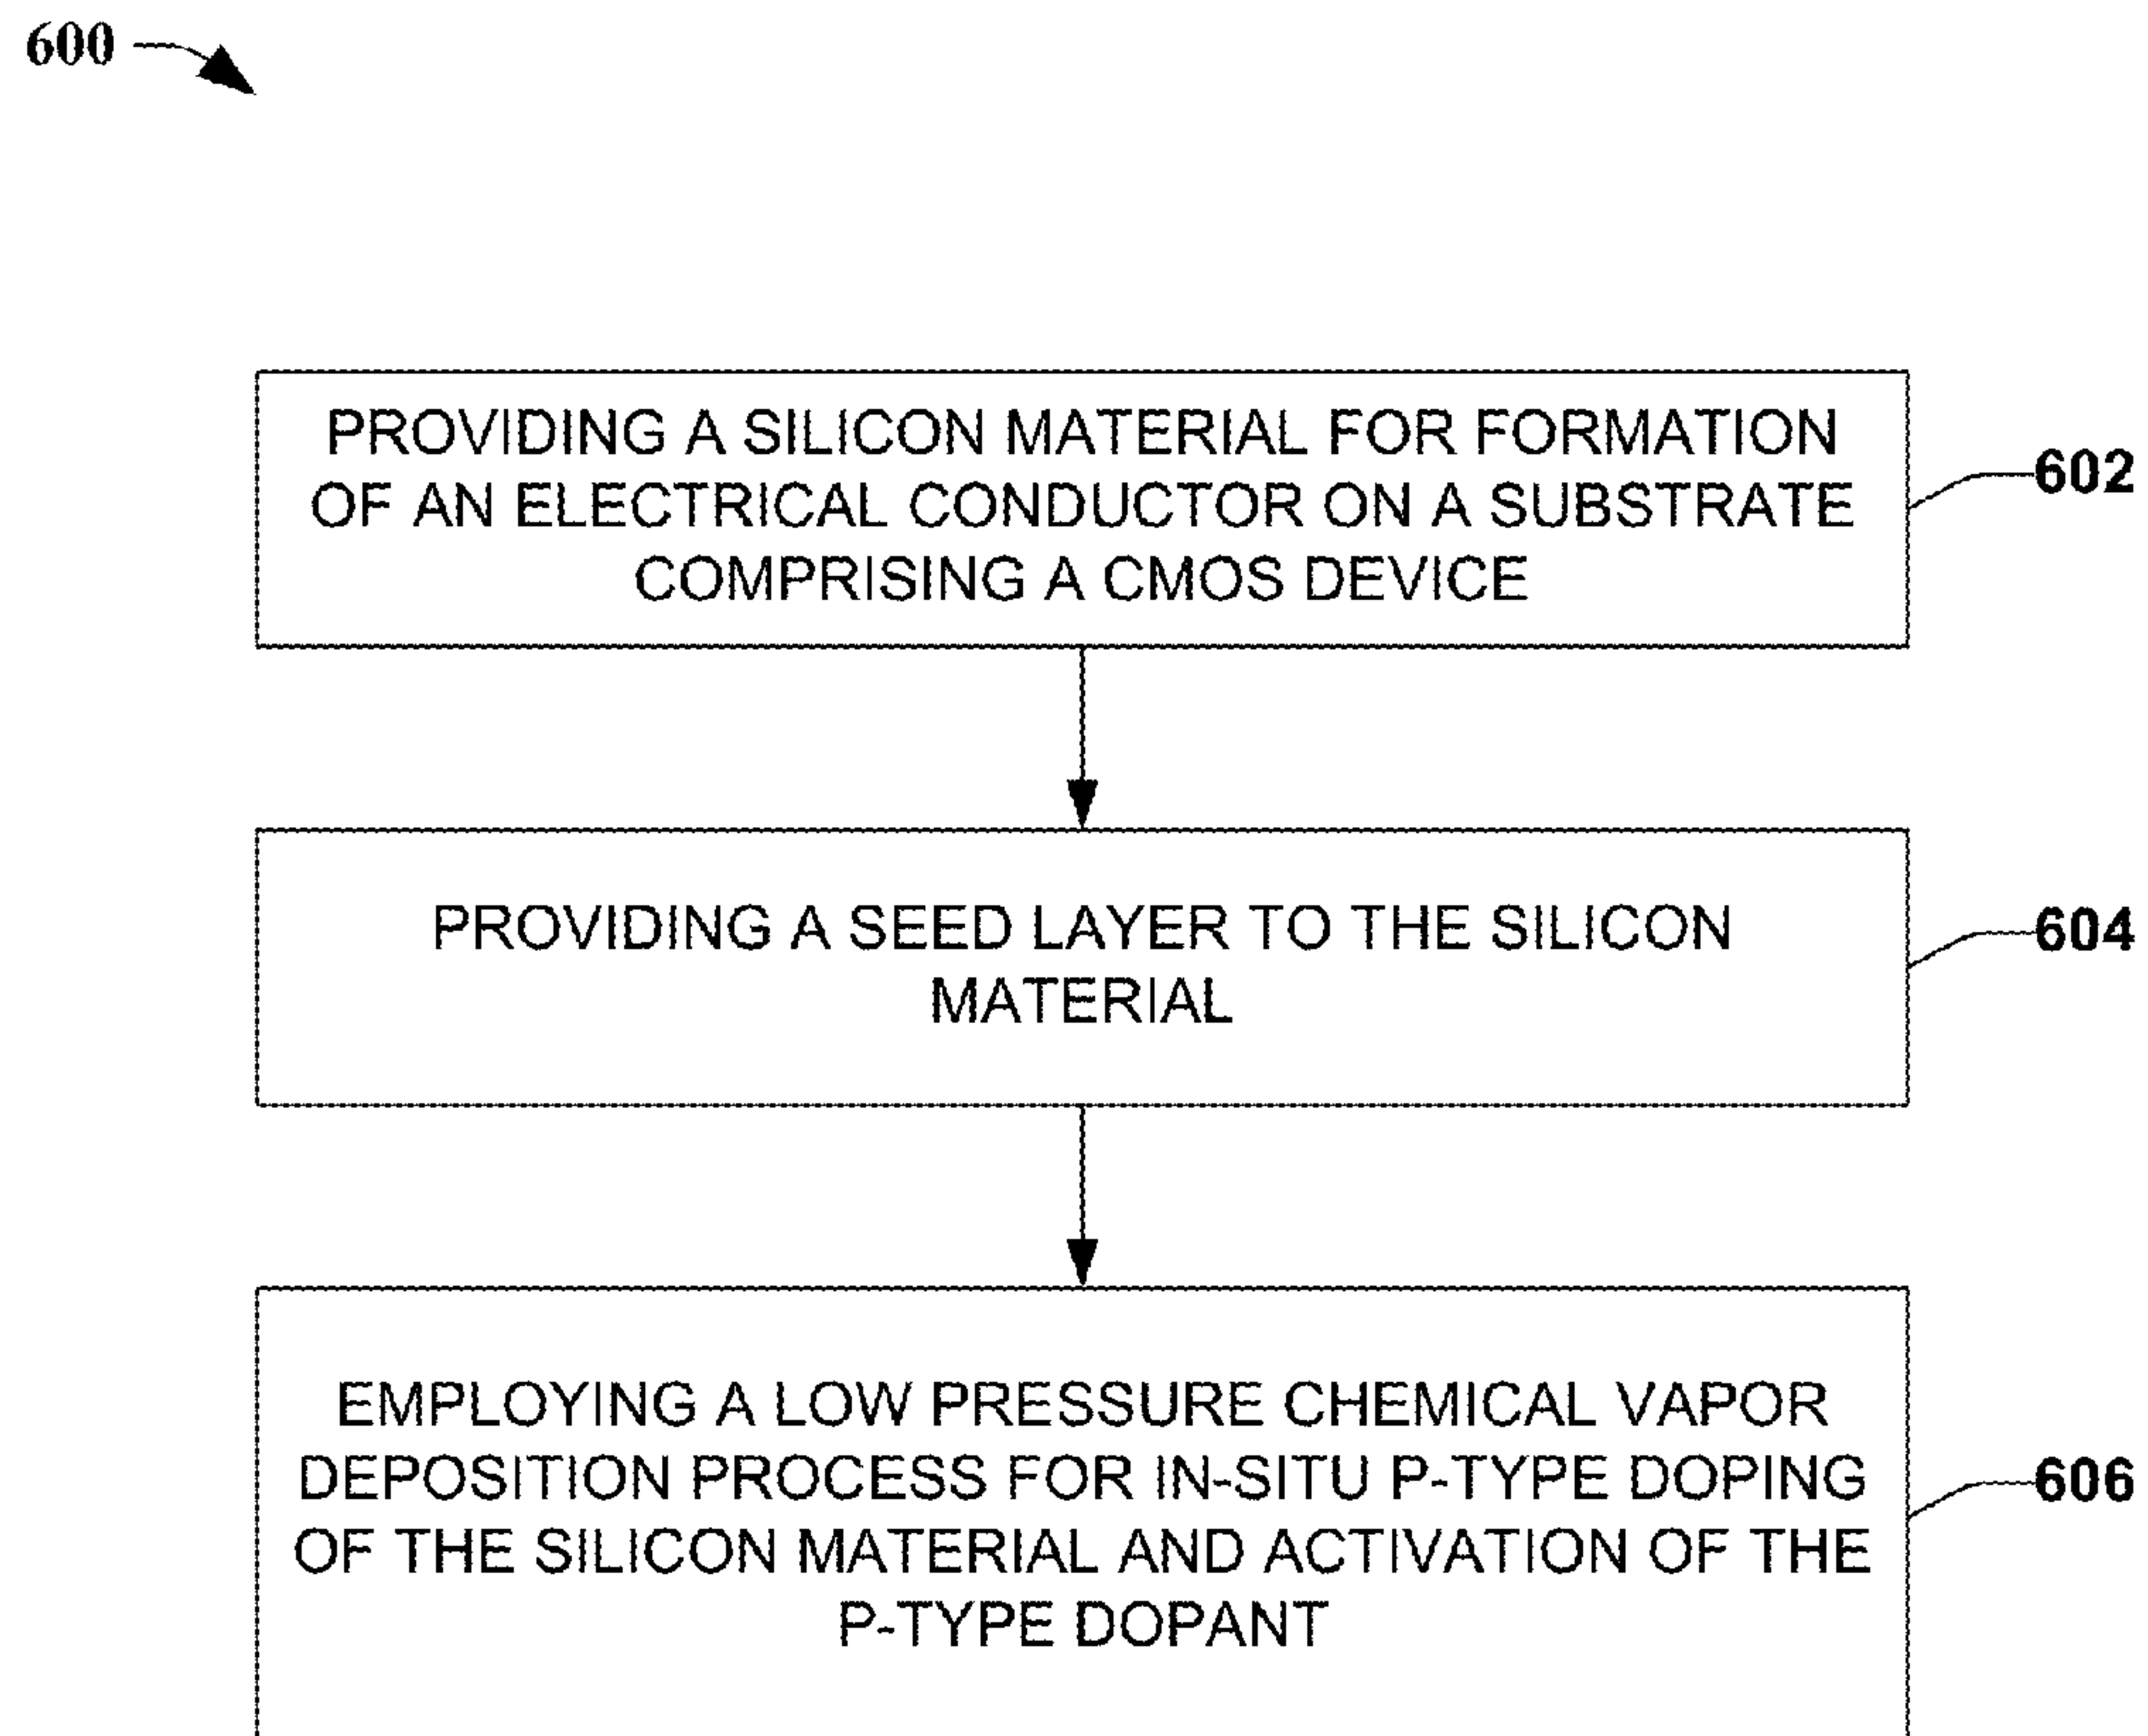 600
PROVIDING A SILICON MATERIAL FOR FORMATION
OF AN ELECTRICAL CONDUCTOR ON A SUBSTRATE
COMPRISING A CMOS DEVICE
602
PROVIDING A SEED LAYER TO THE SILICON
MATERIAL
604
EMPLOYING A LOW PRESSURE CHEMICAL VAPOR
DEPOSITION PROCESS FOR IN-SITU P-TYPE DOPING
OF THE SILICON MATERIAL AND ACTIVATION OF THE
P-TYPE DOPANT
606